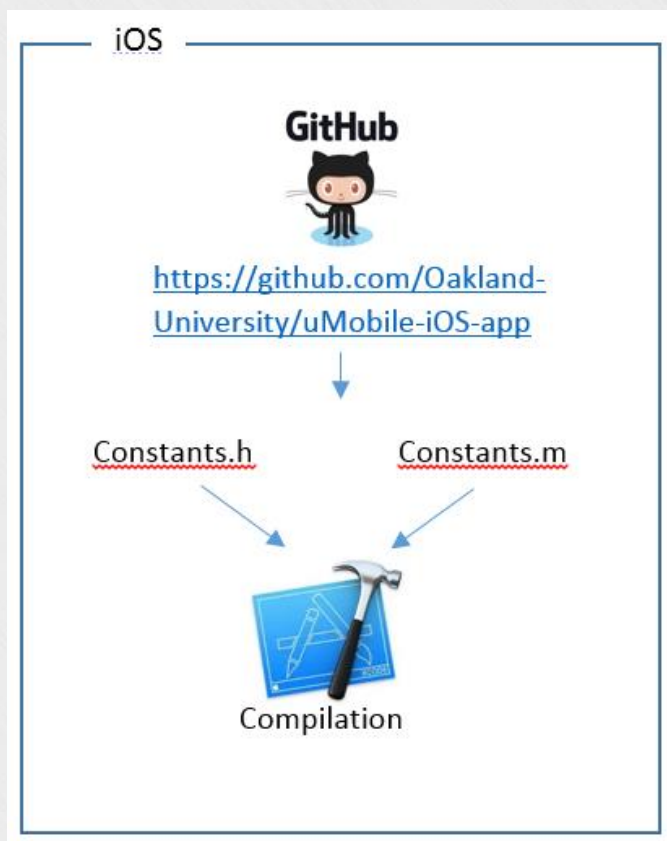 iOS
GitHub
https://github.com/Oakland-
University/uMobile-iOS-app
Constants.h Constants.m
Compilation